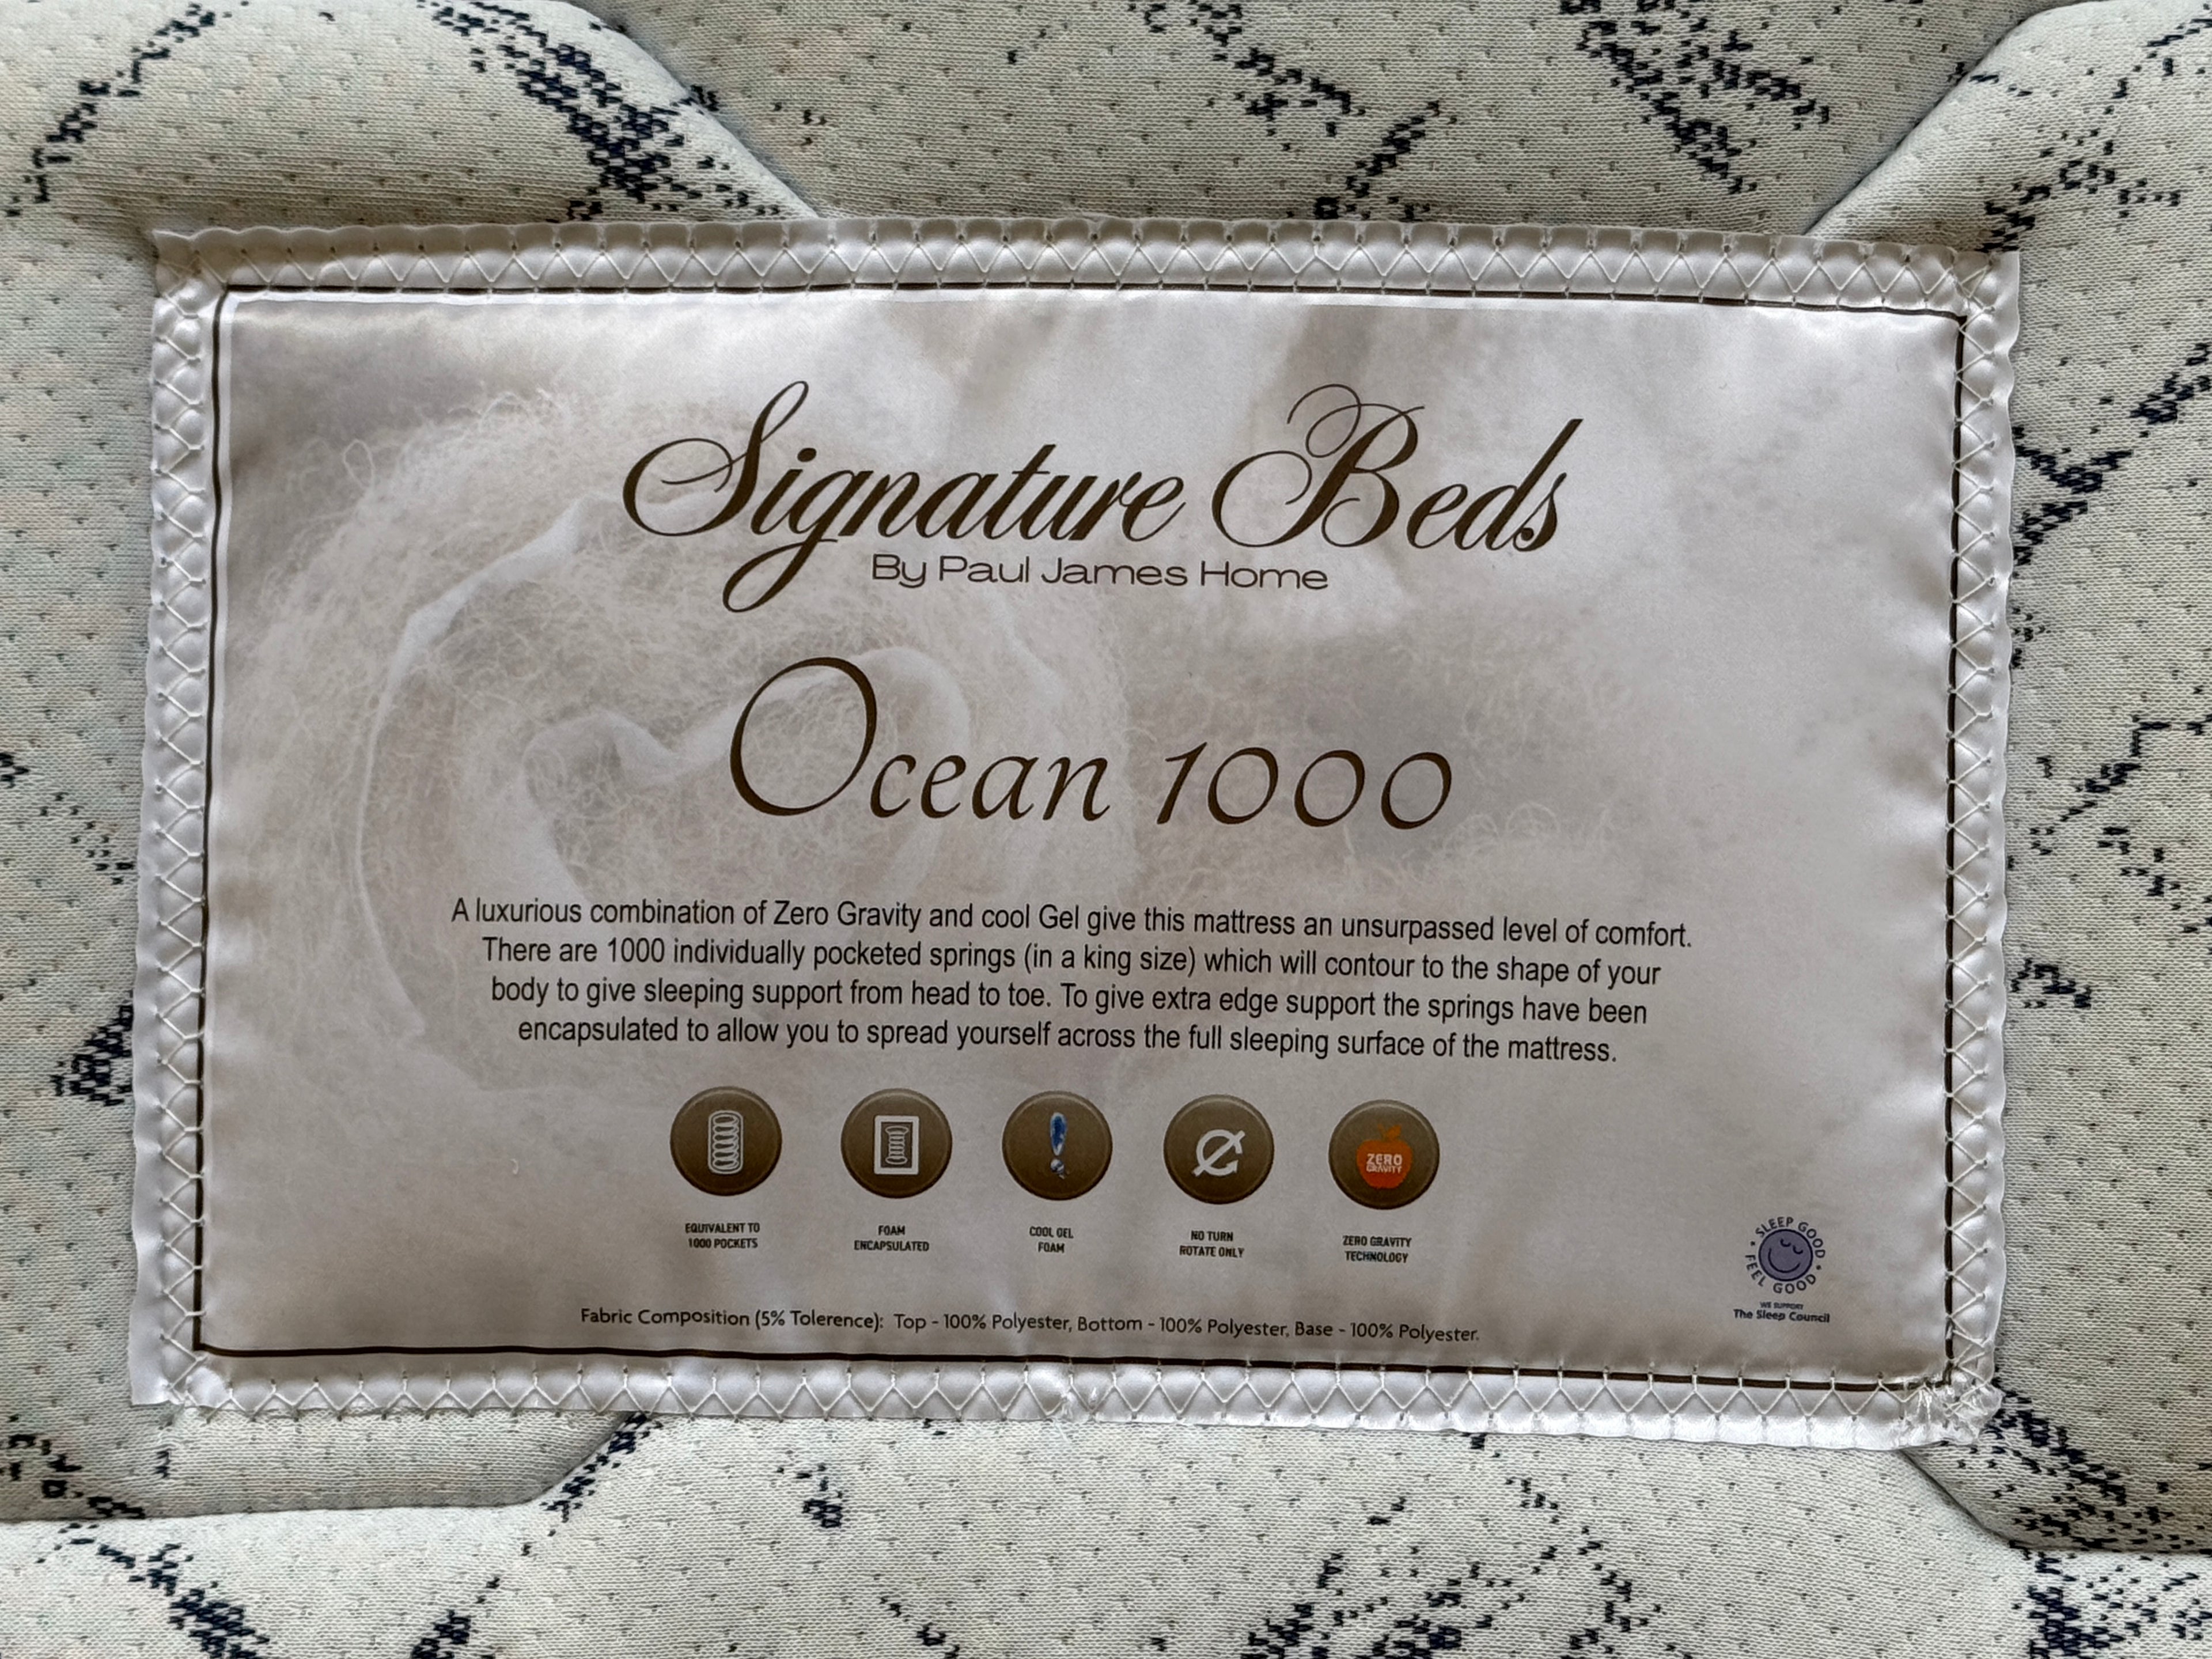 Signature Beds
By Paul James Home
Ocean 1000
A luxurious combination of Zero Gravity and cool Gel give this mattress an unsurpassed level of comfort.
There are 1000 individually pocketed springs (in a king size) which will contour to the shape of your
body to give sleeping support from head to toe. To give extra edge support the springs have been
encapsulated to allow you to spread yourself across the full sleeping surface of the mattress.
ZERO
GRAVITY
EQUIVALENT TO
1000 POCKETS
FOAM
ENCAPSULATED
COOL GEL
FOAM
NO TURN
ROTATE ONLY
ZERO GRAVITY
TECHNOLOGY
• SLEEP GOOD •
FEEL GOOD
WE SUPPORT
The Sleep Council
Fabric Composition (5% Tolerence): Top - 100% Polyester, Bottom - 100% Polyester, Base - 100% Polyester.